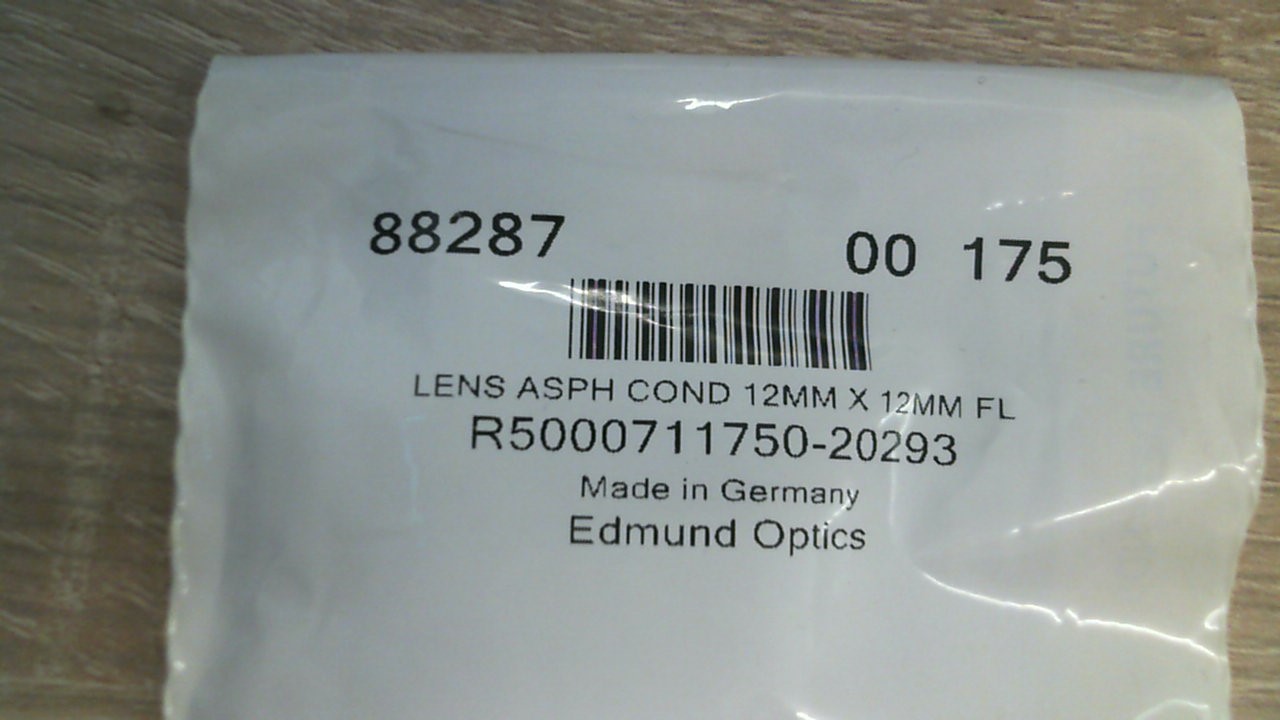 88287 00 175
LENS ASPH COND 12MM X 12MM FL
R5000711750-20293
Made in Germany
Edmund Optics